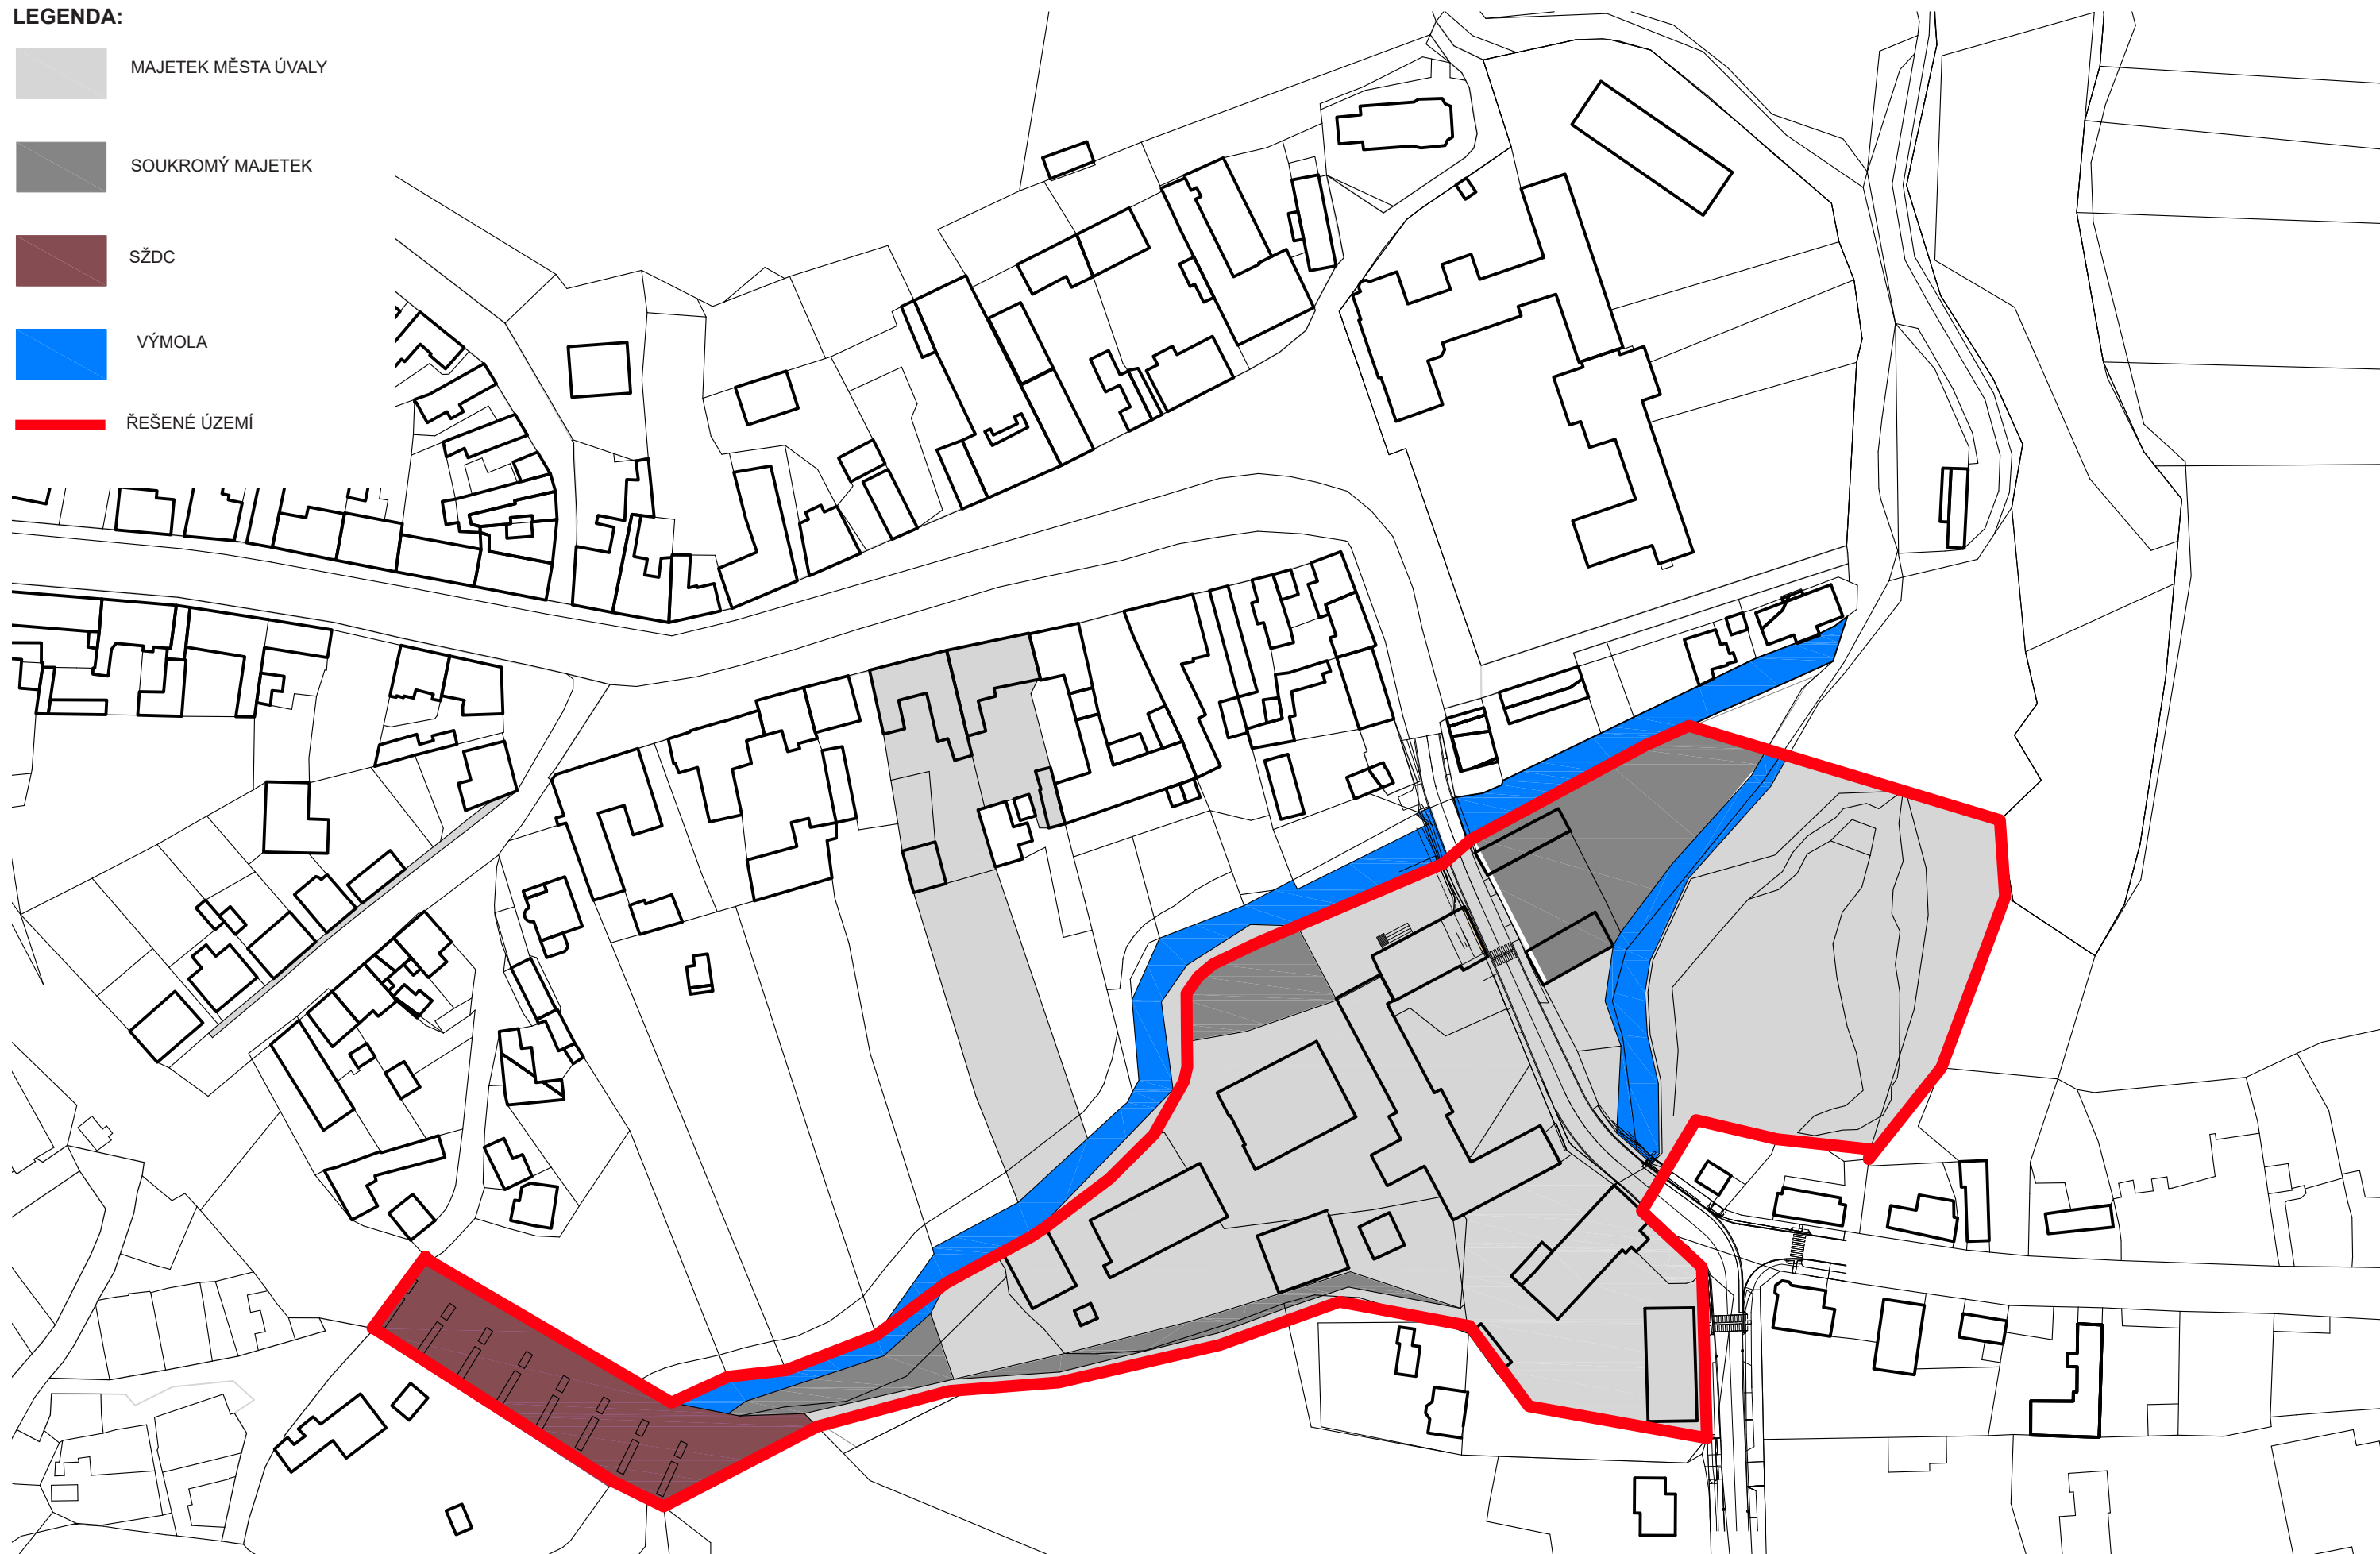 LEGENDA:
MAJETEK MĚSTA ÚVALY
SOUKROMÝ MAJETEK
SŽDC
VÝMOLA
ŘEŠENÉ ÚZEMÍ